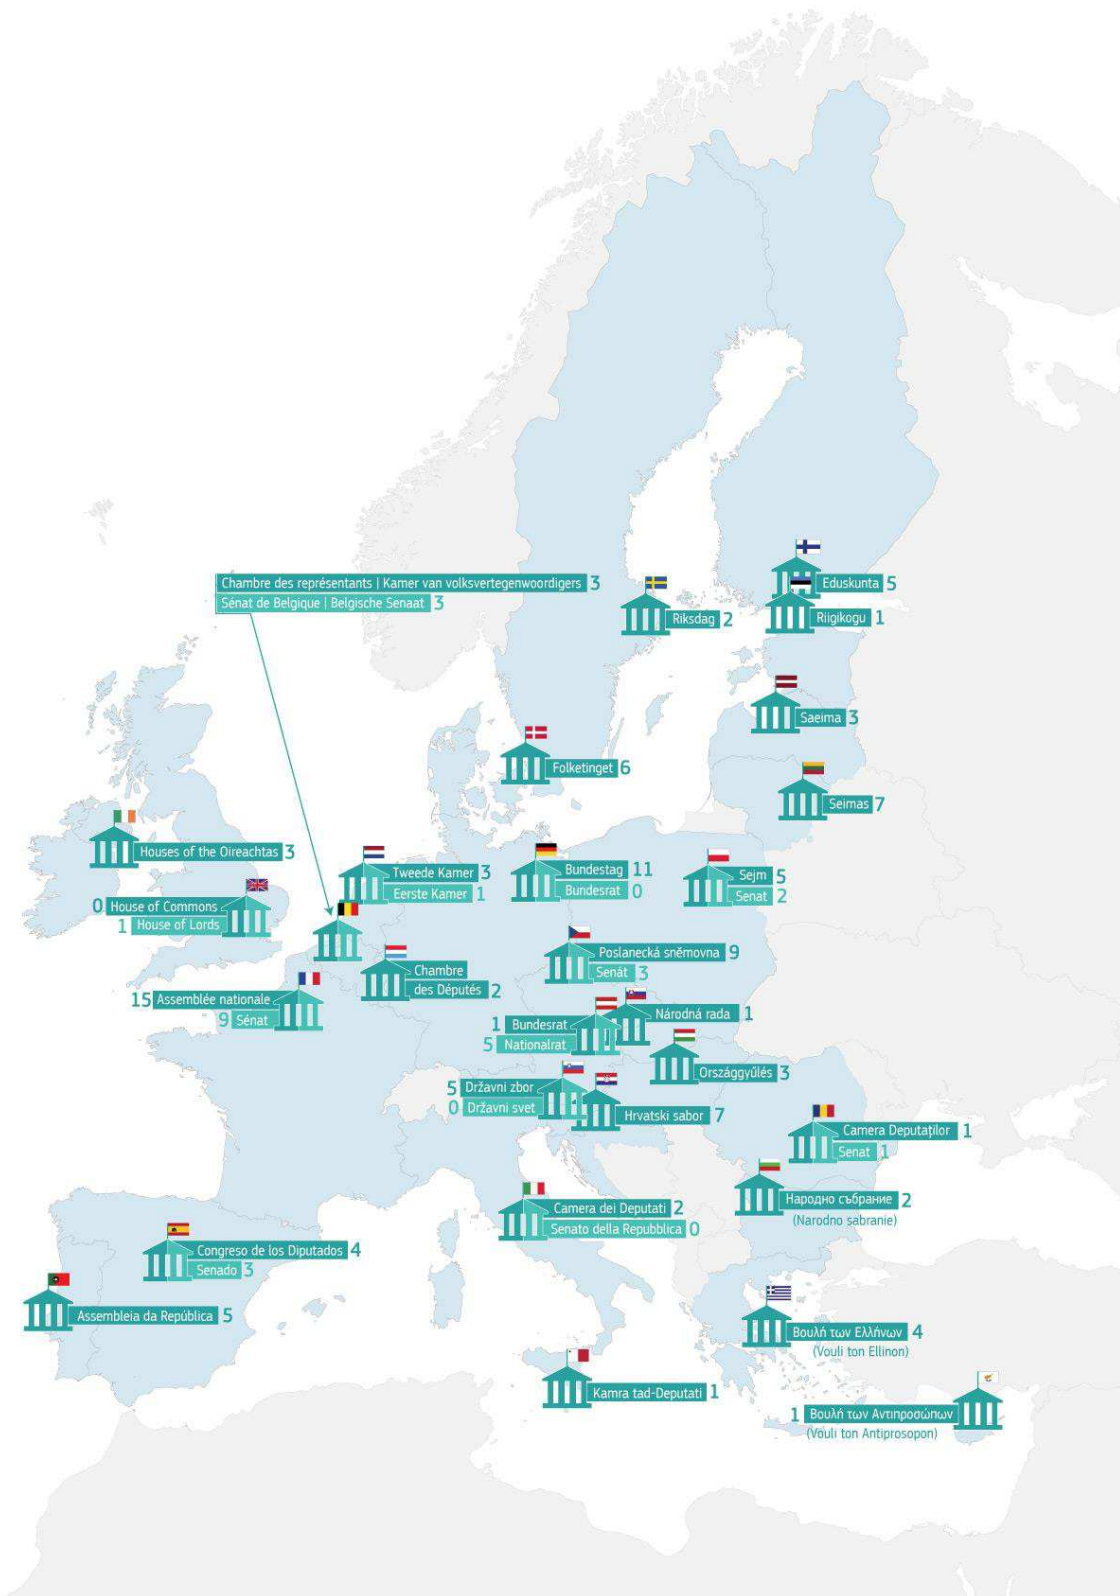 Eduskunta 5
Chambre des représentants | Kamer van volksvertegenwoordigers 3
Sénat de Belgique | Belgische Senaat 3
Riksdag 2
Riigikogu 1
Saeima 3
Folketinget 6
Seimas 7
Houses of the Oireachtas 3
Tweede Kamer 3
Eerste Kamer 1
Bundestag 11
Bundesrat 0
Sejm 5
Senat 2
0 House of Commons
1 House of Lords
Poslanecká sněmovna 9
Senát 3
Chambre
des Députés 2
15 Assemblée nationale
9 Sénat
Národná rada 1
1 Bundesrat
5 Nationalrat
Országgyűlés 3
5 Državni zbor
0 Državni svet
Hrvatski sabor 7
Camera Deputaților 1
Senat 1
Народно събрание 2
(Narodno sabranie)
Camera dei Deputati 2
Senato della Repubblica 0
Congreso de los Diputados 4
Senado 3
Assembleia da República 5
Βουλή των Ελλήνων 4
(Vouli ton Ellinon)
Kamra tad-Deputati 1
1 Βουλή των Αντιπροσώπων
(Vouli ton Antiprosopon)